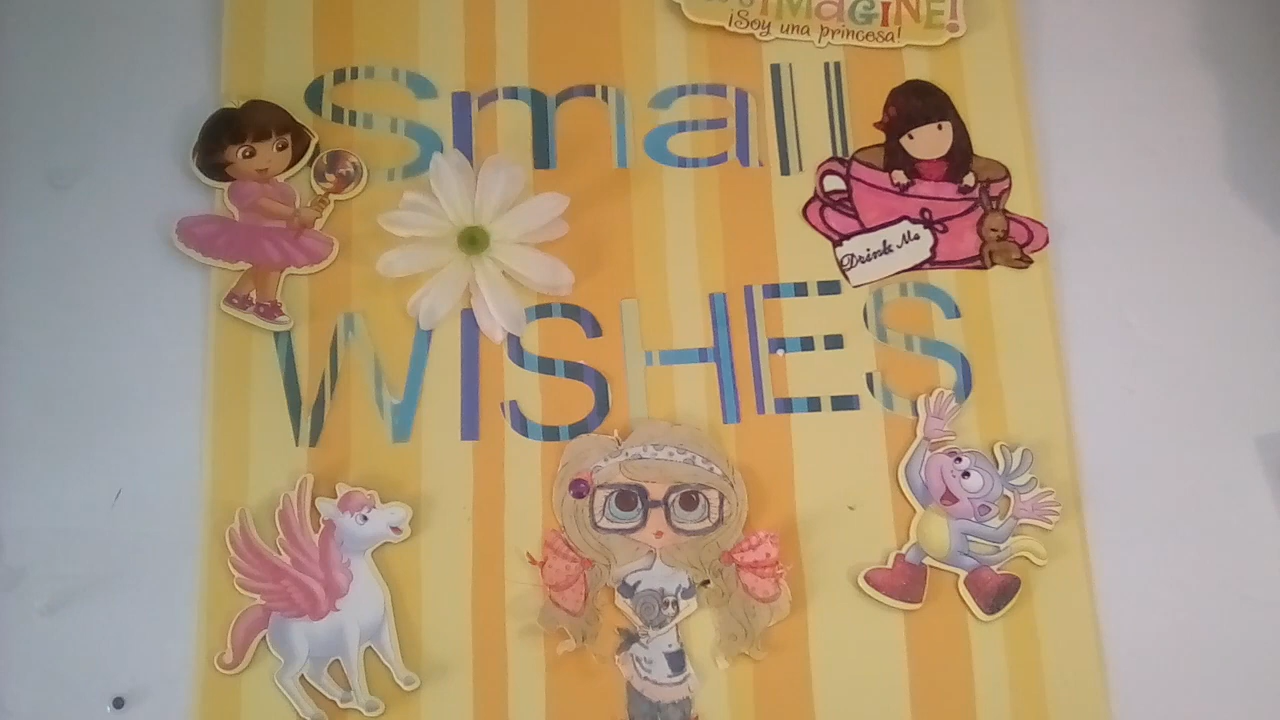 IMAGINE!
¡Soy una princesa!
Small
Drink Me
WISHES